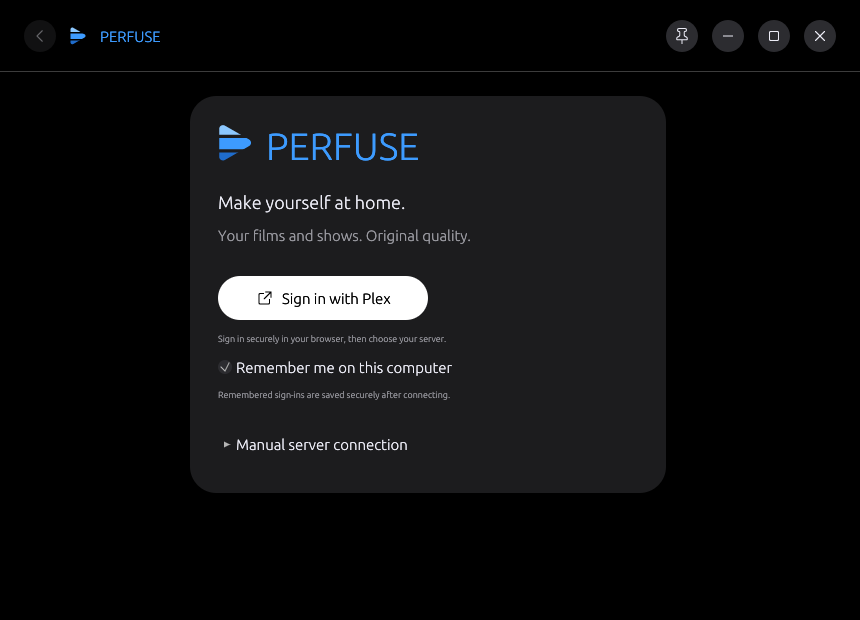 PERFUSE
PERFUSE
Make yourself at home.
Your films and shows. Original quality.
Sign in with Plex
Sign in securely in your browser, then choose your server.
Remember me on this computer
Remembered sign-ins are saved securely after connecting.
Manual server connection